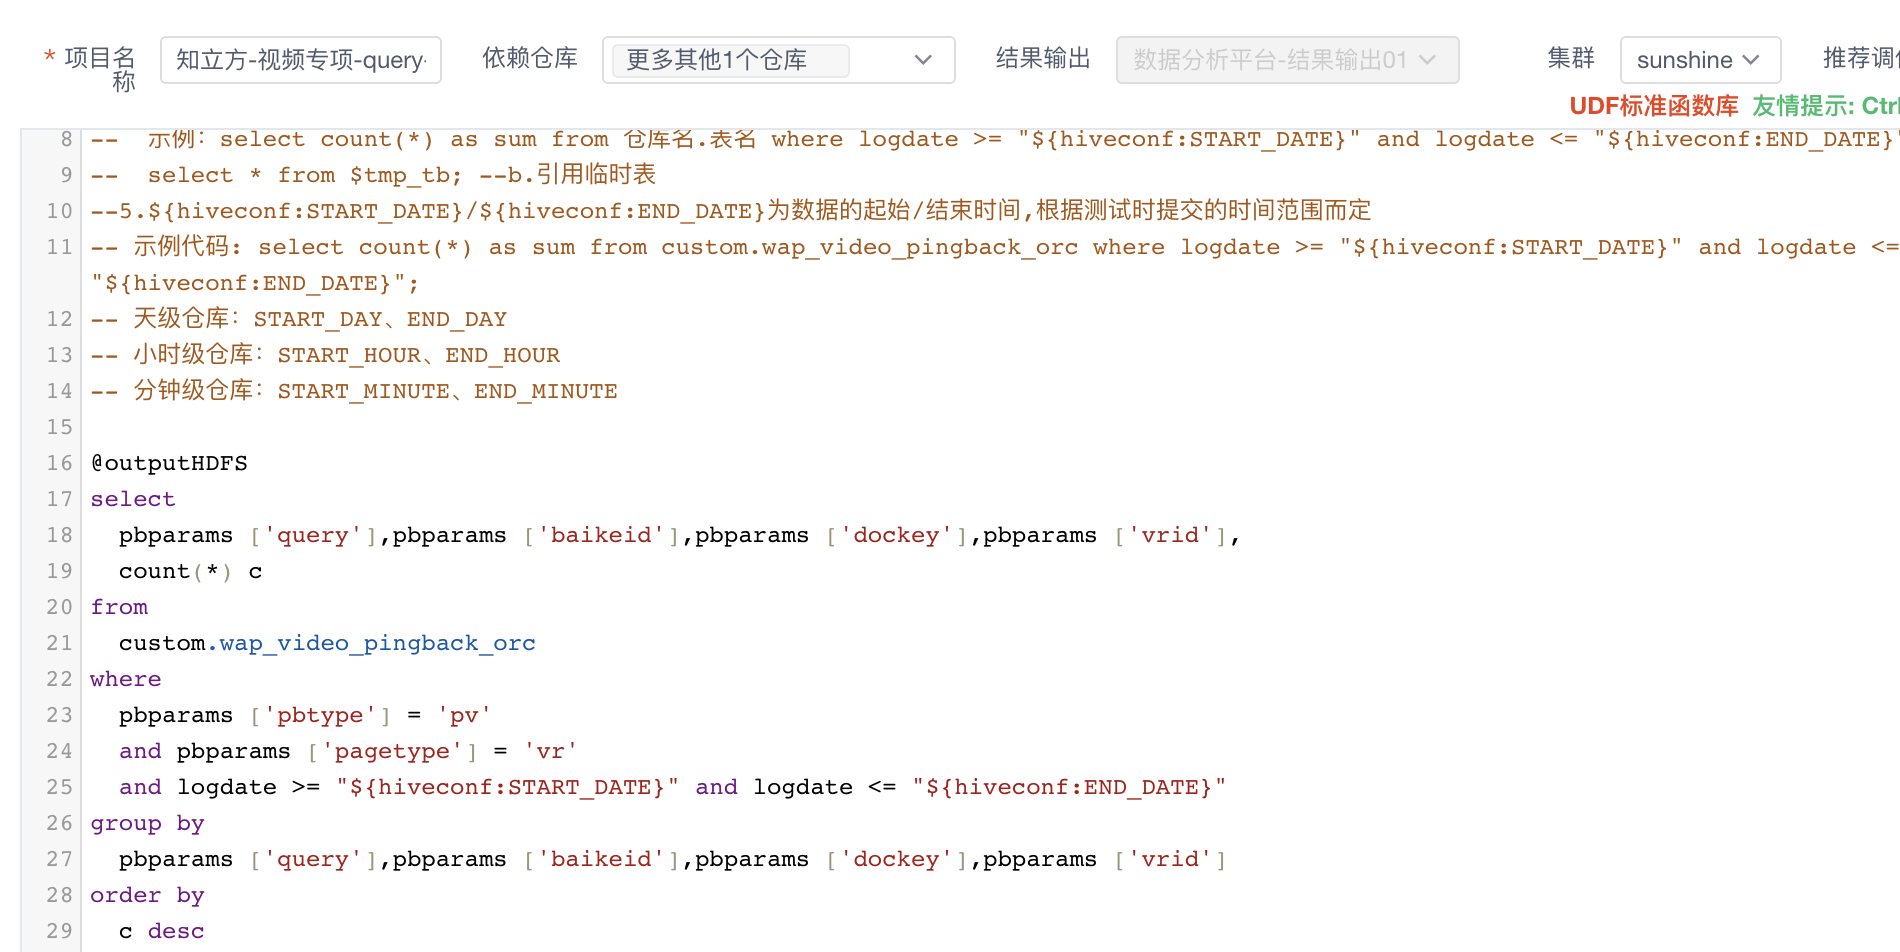 * 项目名称 知立方-视频专项-query- 依赖仓库 更多其他1个仓库 结果输出 数据分析平台-结果输出01 集群 sunshine 推荐调
UDF标准函数库 友情提示: Ctrl
8 -- 示例: select count(*) as sum from 仓库名.表名 where logdate >= "${hiveconf:START_DATE}" and logdate <= "${hiveconf:END_DATE}"
9 -- select * from $tmp_tb; --b.引用临时表
10 --5.${hiveconf:START_DATE}/${hiveconf:END_DATE}为数据的起始/结束时间,根据测试时提交的时间范围而定
11 -- 示例代码: select count(*) as sum from custom.wap_video_pingback_orc where logdate >= "${hiveconf:START_DATE}" and logdate <=
"${hiveconf:END_DATE}";
12 -- 天级仓库: START_DAY、END_DAY
13 -- 小时级仓库: START_HOUR、END_HOUR
14 -- 分钟级仓库: START_MINUTE、END_MINUTE
15
16 @outputHDFS
17 select
18 pbparams ['query'],pbparams ['baikeid'],pbparams ['dockey'],pbparams ['vrid'],
19 count(*) c
20 from
21 custom.wap_video_pingback_orc
22 where
23 pbparams ['pbtype'] = 'pv'
24 and pbparams ['pagetype'] = 'vr'
25 and logdate >= "${hiveconf:START_DATE}" and logdate <= "${hiveconf:END_DATE}"
26 group by
27 pbparams ['query'],pbparams ['baikeid'],pbparams ['dockey'],pbparams ['vrid']
28 order by
29 c desc